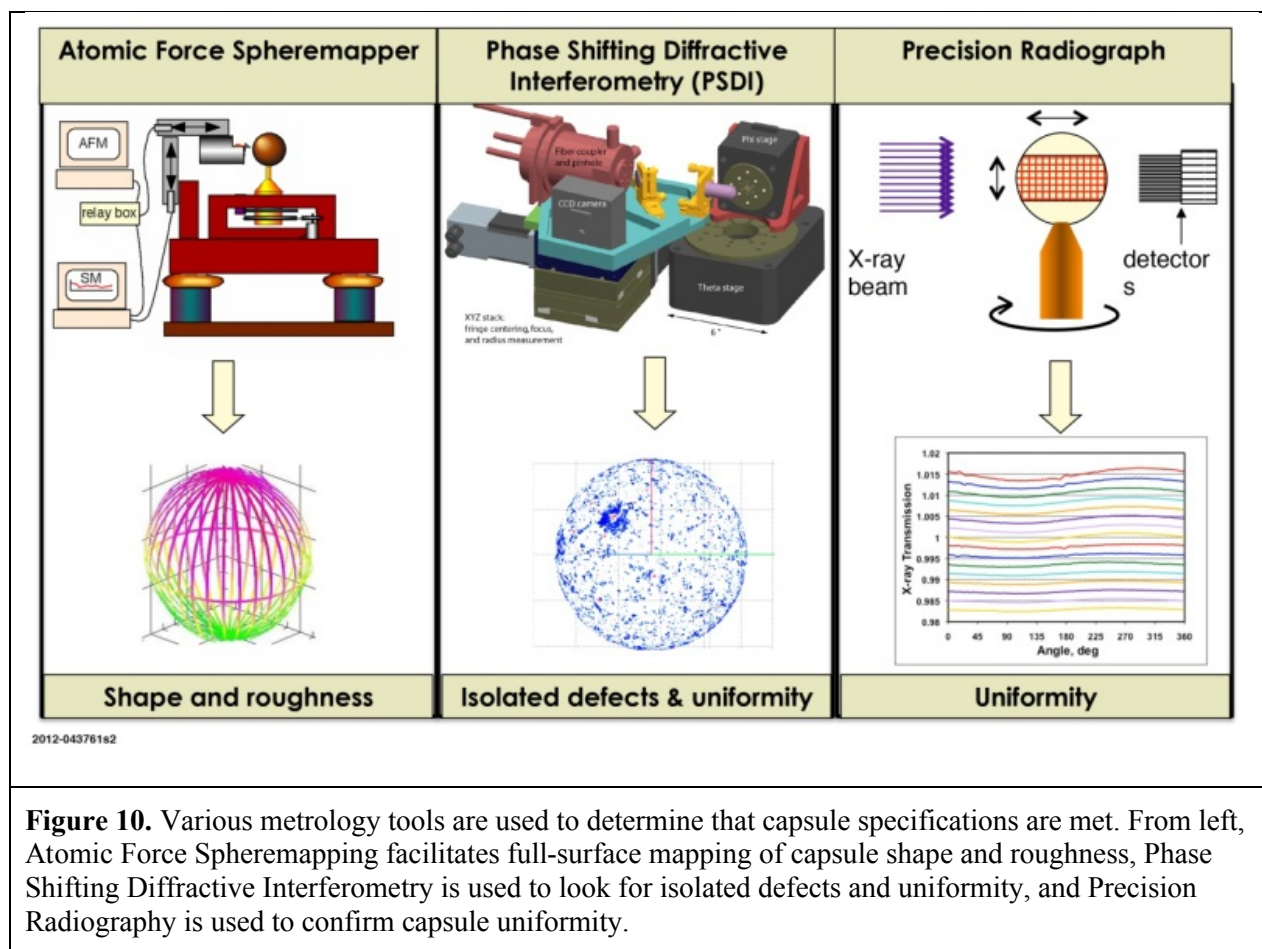 Atomic Force Spheremapper
Phase Shifting Diffractive
Interferometry (PSDI)
Precision Radiograph
AFM
relay box
SM
Fiber coupler
and pinhole
CCD camera
Phi stage
Theta stage
XYZ stack:
fringe centering, focus,
and radius measurement
6"
X-ray
beam
detector
s
1.02
1.015
1.01
1.005
1
0.995
0.99
0.985
0.98
X-ray Transmission
0 45 90 135 180 225 270 315 360
Angle, deg
Shape and roughness
Isolated defects & uniformity
Uniformity
2012-043761s2
Figure 10. Various metrology tools are used to determine that capsule specifications are met. From left,
Atomic Force Spheremapping facilitates full-surface mapping of capsule shape and roughness, Phase
Shifting Diffractive Interferometry is used to look for isolated defects and uniformity, and Precision
Radiography is used to confirm capsule uniformity.